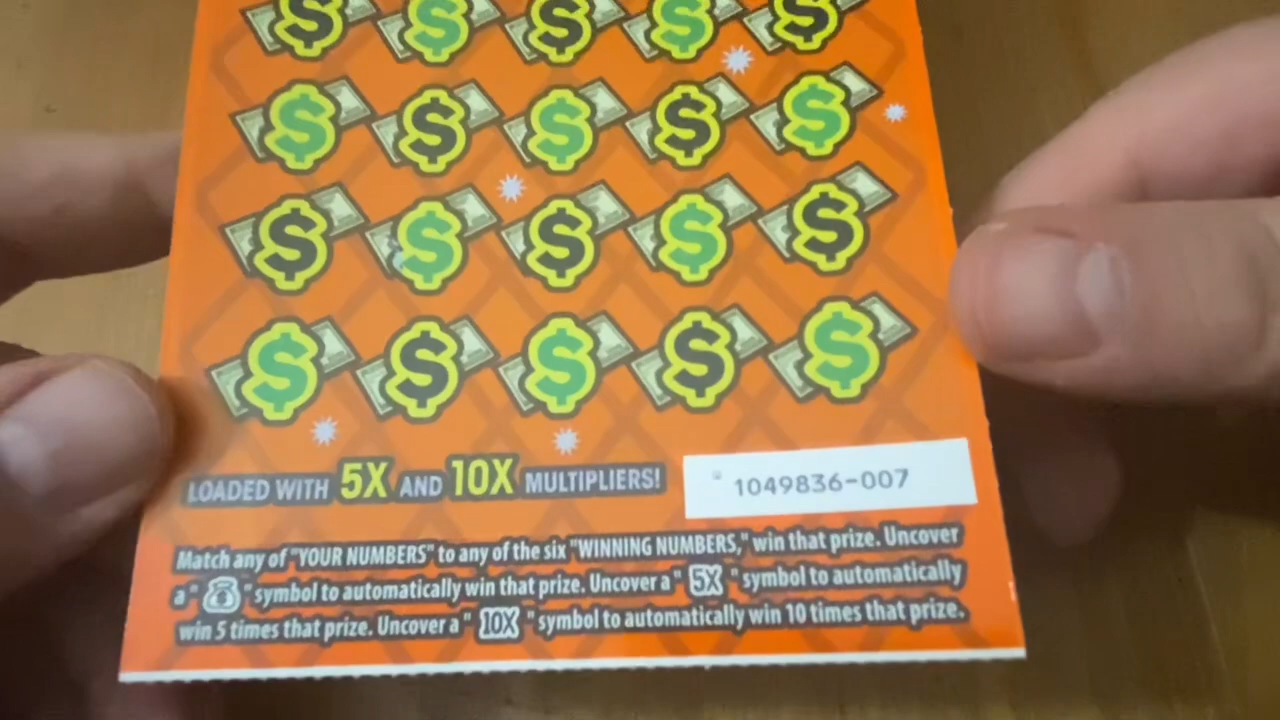 LOADED WITH 5X AND 10X MULTIPLIERS!
1049836-007
Match any of "YOUR NUMBERS" to any of the six "WINNING NUMBERS," win that prize. Uncover
a " " symbol to automatically win that prize. Uncover a " 5X " symbol to automatically
win 5 times that prize. Uncover a " 10X " symbol to automatically win 10 times that prize.